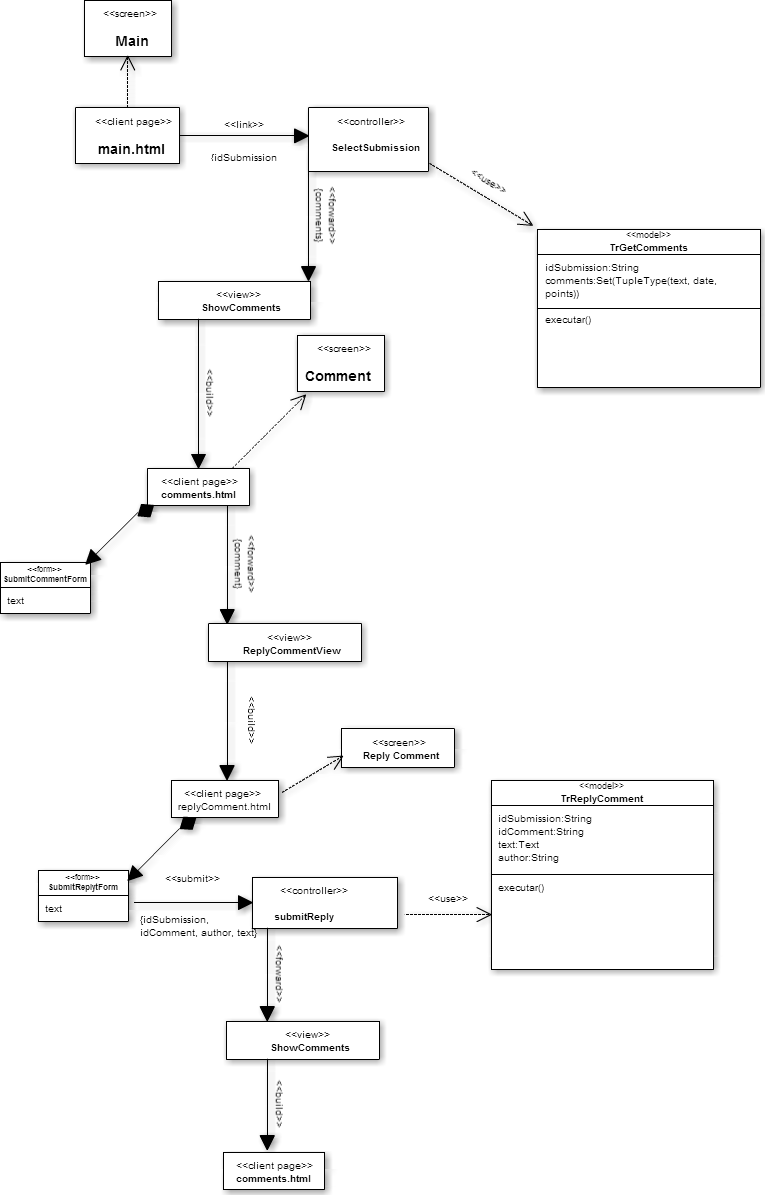 <<screen>>
Main
<<client page>>
main.html
<<link>>
{idSubmission
<<controller>>
SelectSubmission
<<use>>
<<forward>>
{comments}
<<model>>
TrGetComments
idSubmission:String
comments:Set(TupleType(text, date,
points))
executar()
<<view>>
ShowComments
<<screen>>
Comment
<<build>>
<<client page>>
comments.html
<<forward>>
{comment}
<<form>>
SubmitCommentForm
text
<<view>>
ReplyCommentView
<<build>>
<<screen>>
Reply Comment
<<client page>>
replyComment.html
<<model>>
TrReplyComment
idSubmission:String
idComment:String
text:Text
author:String
executar()
<<form>>
SubmitReplytForm
text
<<submit>>
{idSubmission,
idComment, author, text}
<<controller>>
submitReply
<<use>>
<<forward>>
<<view>>
ShowComments
<<build>>
<<client page>>
comments.html